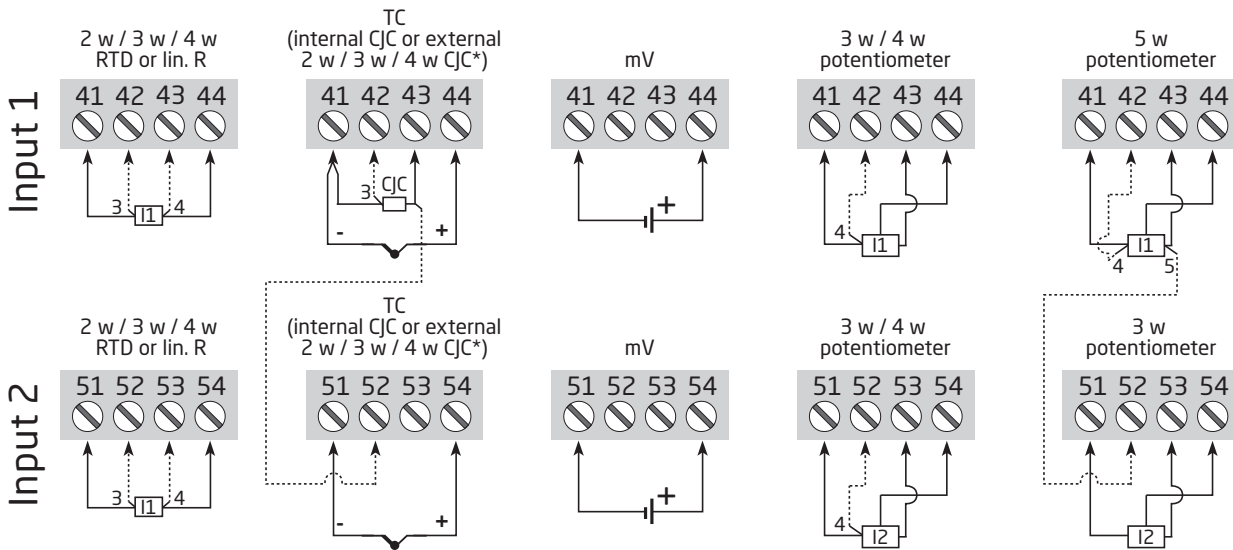 Input 1
2 w / 3 w / 4 w
RTD or lin. R
41 42 43 44
3 I1 4
TC
(internal CJC or external
2 w / 3 w / 4 w CJC*)
41 42 43 44
3 CJC
- +
mV
41 42 43 44
+
3 w / 4 w
potentiometer
41 42 43 44
4 I1
5 w
potentiometer
41 42 43 44
I1
4 5
Input 2
2 w / 3 w / 4 w
RTD or lin. R
51 52 53 54
3 I1 4
TC
(internal CJC or external
2 w / 3 w / 4 w CJC*)
51 52 53 54
- +
mV
51 52 53 54
+
3 w / 4 w
potentiometer
51 52 53 54
4 I2
3 w
potentiometer
51 52 53 54
I2